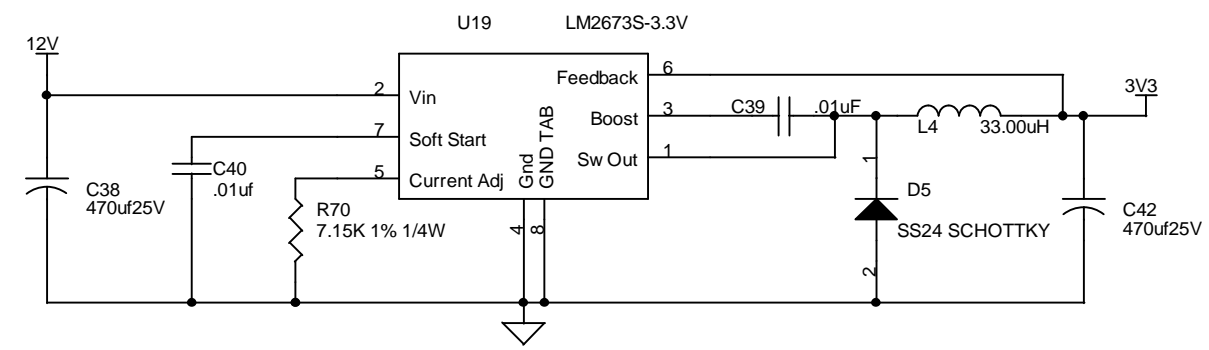 U19 LM2673S-3.3V
12V
Feedback 6
3V3
2 Vin
C39 .01uF
Boost 3
7 Soft Start
L4 33.00uH
GND TAB
Gnd
Sw Out 1
C40
.01uf
5 Current Adj
1
C38
470uf25V
R70
7.15K 1% 1/4W
D5
SS24 SCHOTTKY
C42
470uf25V
4
8
2